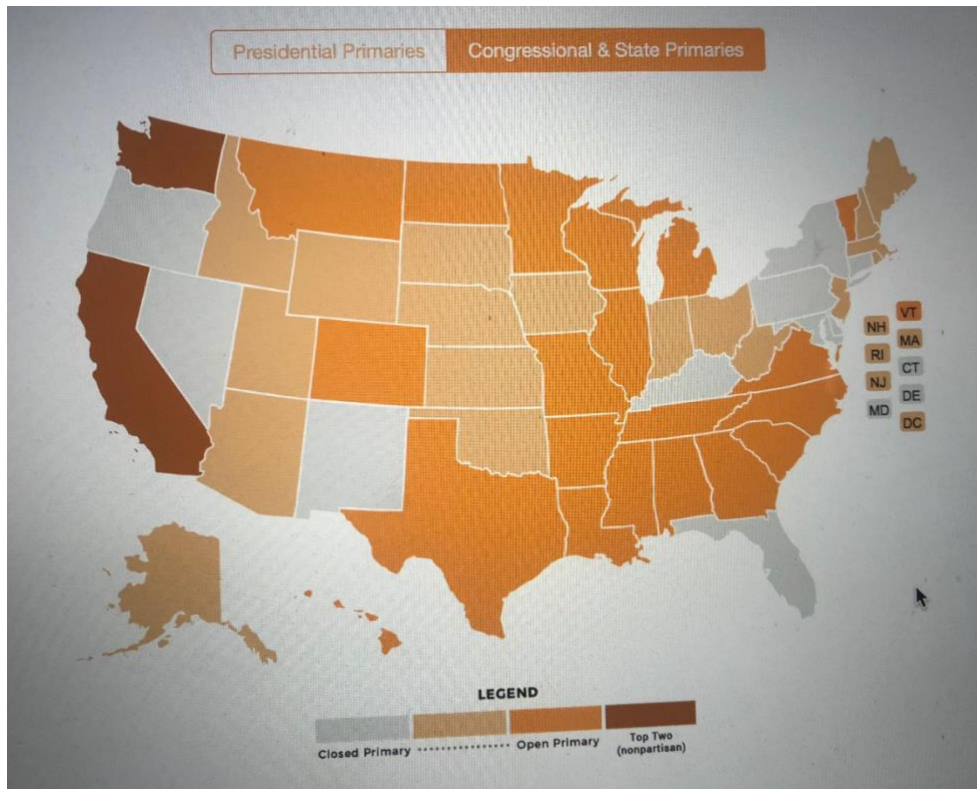 Presidential Primaries
Congressional & State Primaries
VT
NH
MA
RI
CT
NJ
DE
MD
DC
LEGEND
Closed Primary
Open Primary
Top Two
(nonpartisan)